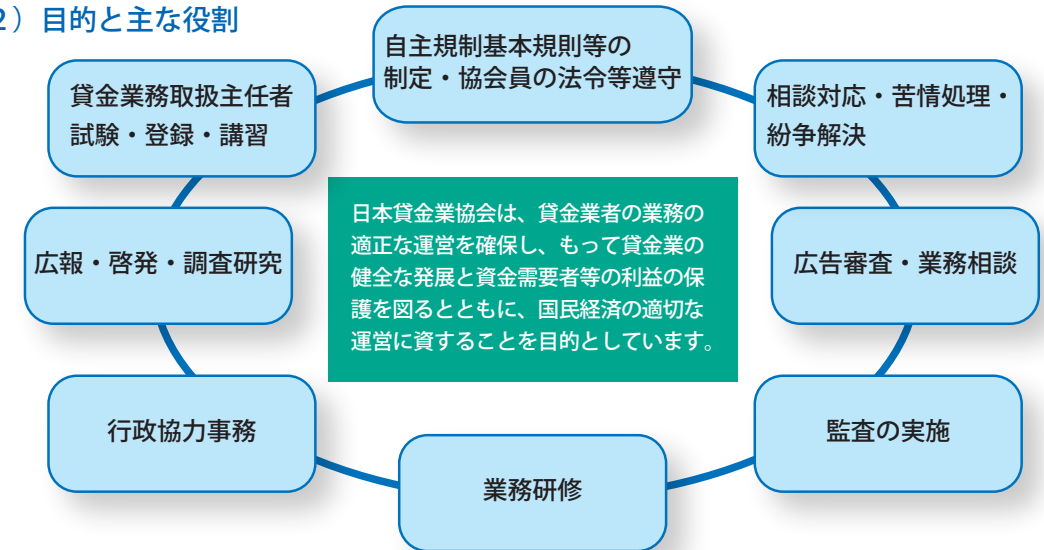 2）目的と主な役割
自主規制基本規則等の
制定・協会員の法令等遵守
貸金業務取扱主任者
試験・登録・講習
相談対応・苦情処理・
紛争解決
日本貸金業協会は、貸金業者の業務の
適正な運営を確保し、もって貸金業の
健全な発展と資金需要者等の利益の保
護を図るとともに、国民経済の適切な
運営に資することを目的としています。
広報・啓発・調査研究
広告審査・業務相談
行政協力事務
監査の実施
業務研修